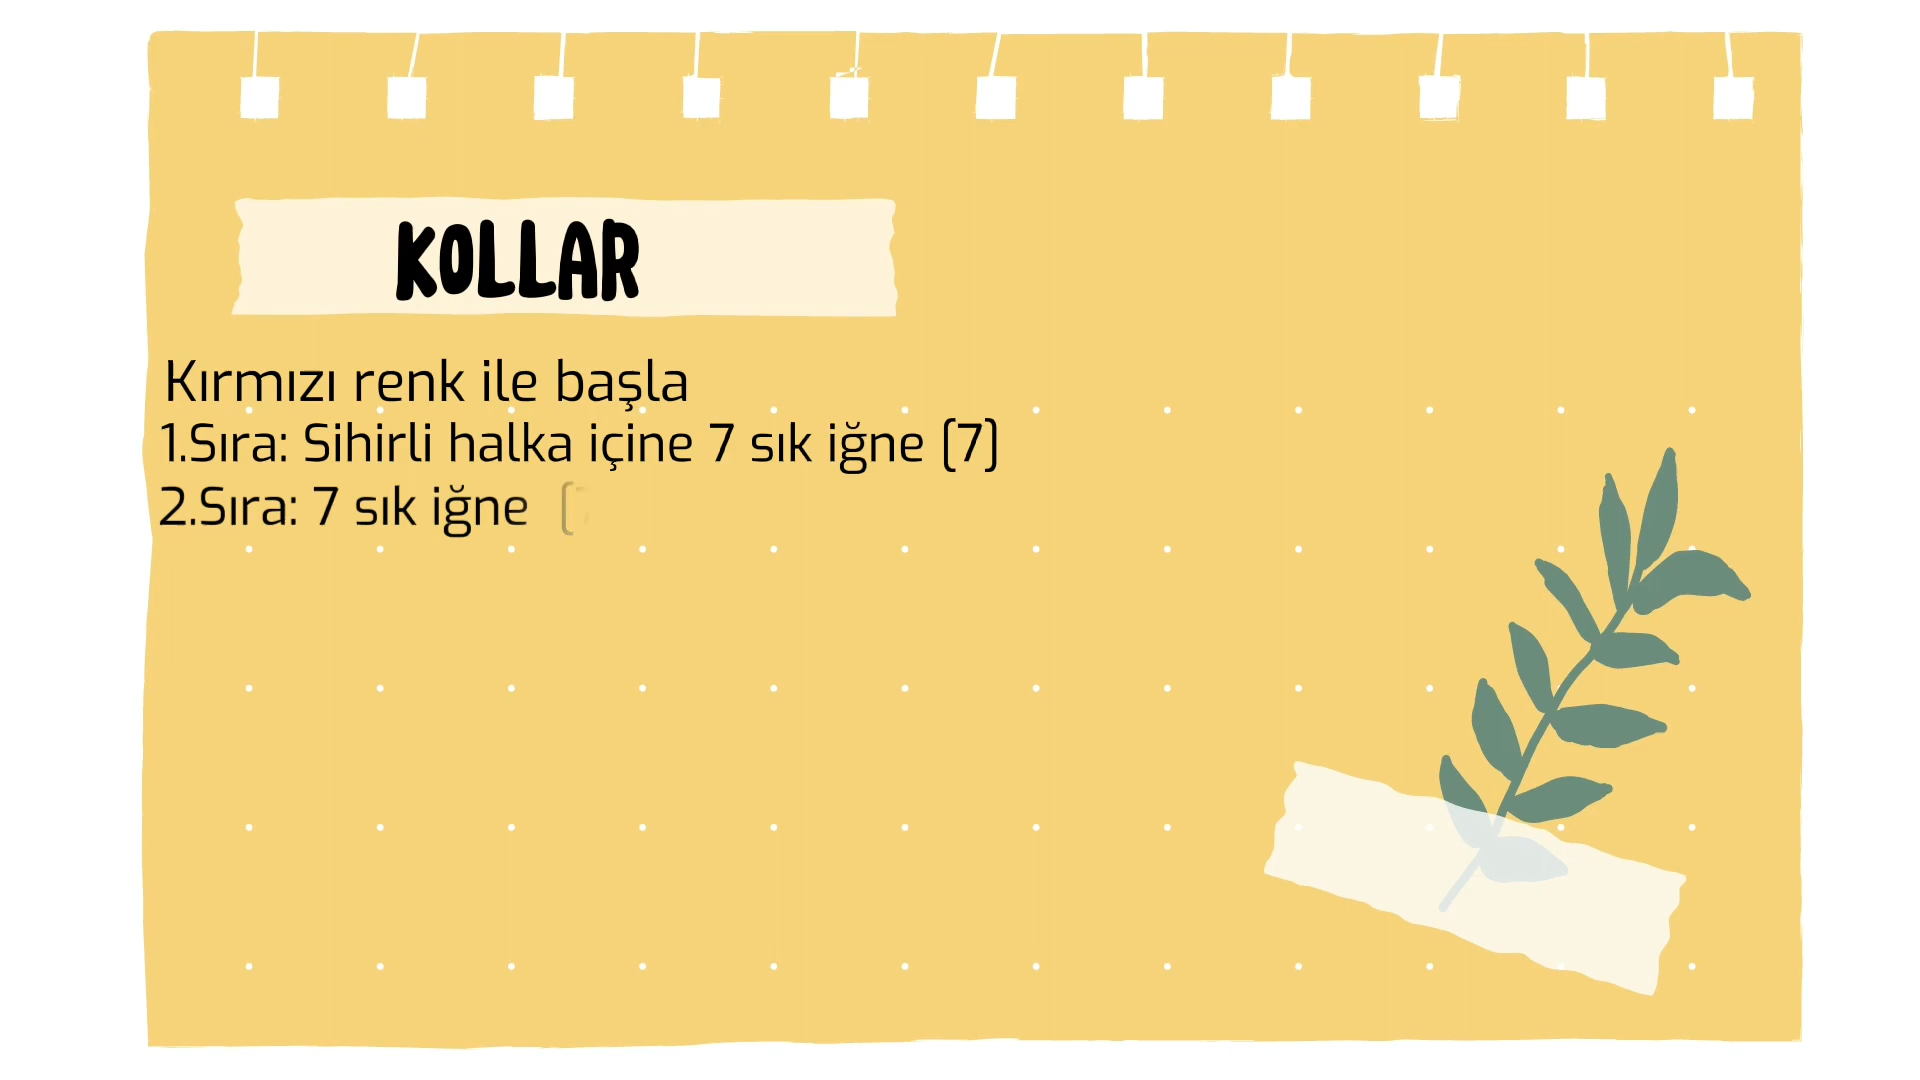 KOLLAR
Kırmızı renk ile başla
1.Sıra: Sihirli halka içine 7 sık iğne (7)
2.Sıra: 7 sık iğne